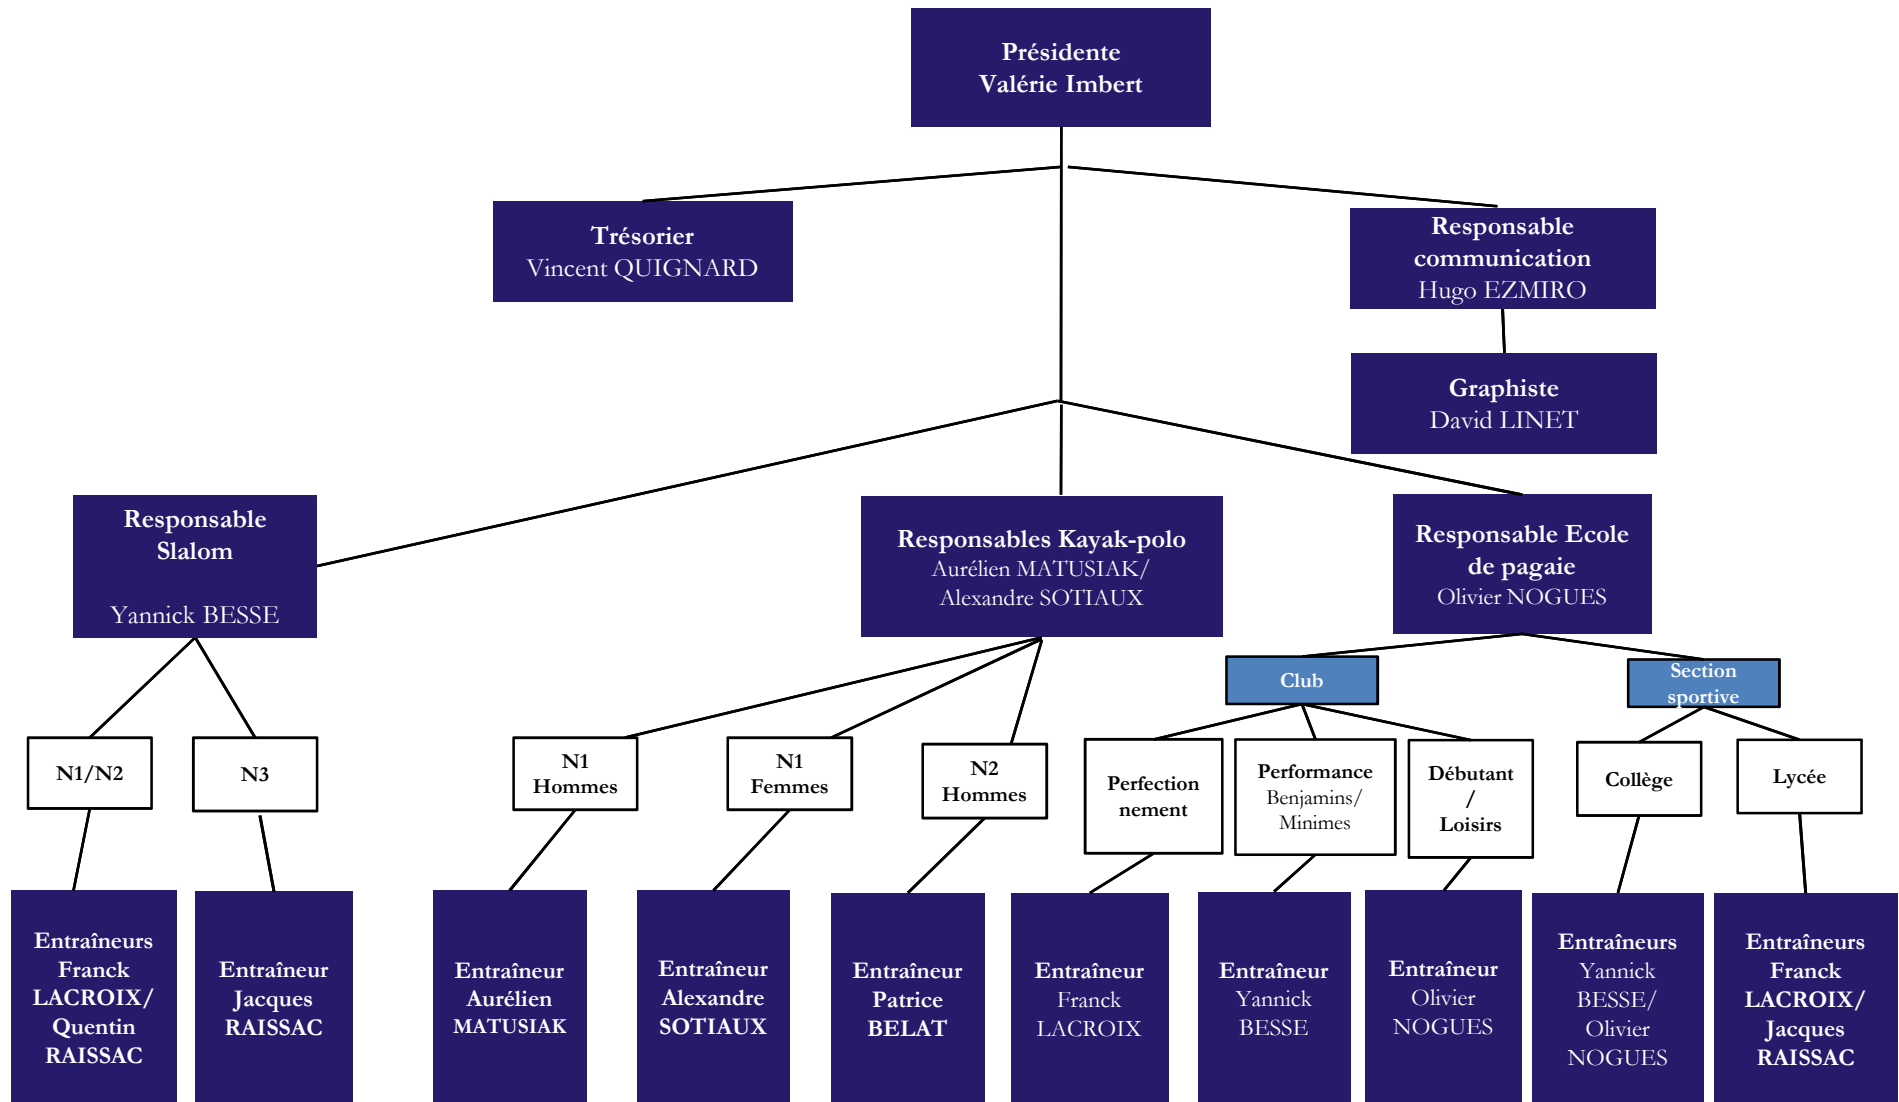 Présidente
Valérie Imbert
Trésorier
Vincent QUIGNARD
Responsable
communication
Hugo EZMIRO
Graphiste
David LINET
Responsable
Slalom
Yannick BESSE
Responsables Kayak-polo
Aurélien MATUSIAK/
Alexandre SOTIAUX
Responsable Ecole
de pagaie
Olivier NOGUES
Club
Section
sportive
N1/N2
N3
N1
Hommes
N1
Femmes
N2
Hommes
Perfection
nement
Performance
Benjamins/
Minimes
Débutant
/
Loisirs
Collège
Lycée
Entraîneurs
Franck
LACROIX/
Quentin
RAISSAC
Entraîneur
Jacques
RAISSAC
Entraîneur
Aurélien
MATUSIAK
Entraîneur
Alexandre
SOTIAUX
Entraîneur
Patrice
BELAT
Entraîneur
Franck
LACROIX
Entraîneur
Yannick
BESSE
Entraîneur
Olivier
NOGUES
Entraîneurs
Yannick
BESSE/
Olivier
NOGUES
Entraîneurs
Franck
LACROIX/
Jacques
RAISSAC